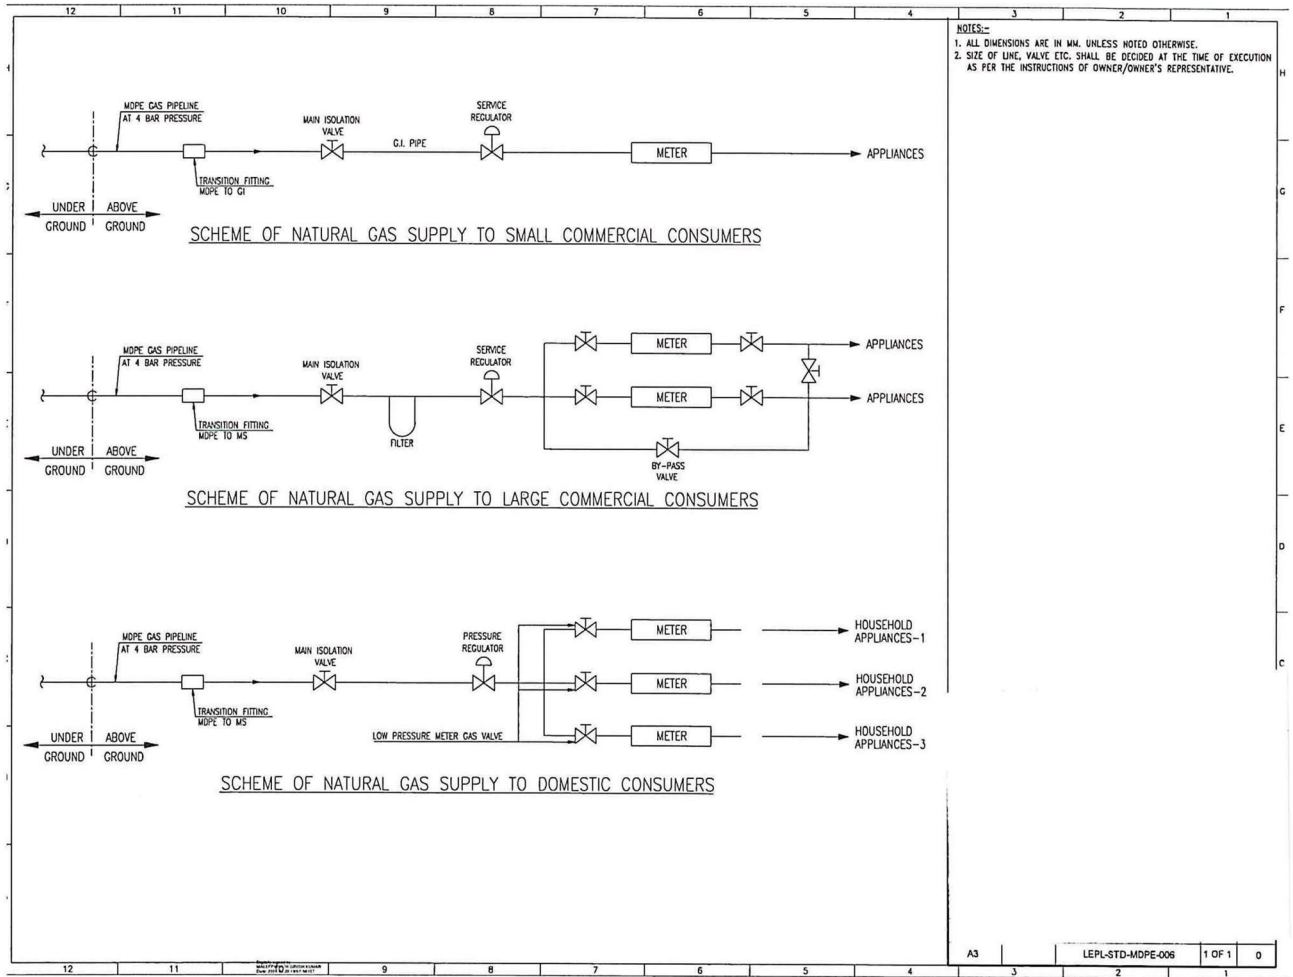 12 11 10 9 8 7 6 5 4 3 2 1
NOTES:-
1. ALL DIMENSIONS ARE IN MM. UNLESS NOTED OTHERWISE.
2. SIZE OF LINE, VALVE ETC. SHALL BE DECIDED AT THE TIME OF EXECUTION
AS PER THE INSTRUCTIONS OF OWNER/OWNER'S REPRESENTATIVE.
H
MDPE GAS PIPELINE
AT 4 BAR PRESSURE
MAIN ISOLATION
VALVE
G.I. PIPE
SERVICE
REGULATOR
METER
APPLIANCES
TRANSITION FITTING
MDPE TO GI
UNDER
GROUND
ABOVE
GROUND
G
SCHEME OF NATURAL GAS SUPPLY TO SMALL COMMERCIAL CONSUMERS
F
MDPE GAS PIPELINE
AT 4 BAR PRESSURE
MAIN ISOLATION
VALVE
SERVICE
REGULATOR
METER
APPLIANCES
METER
APPLIANCES
TRANSITION FITTING
MDPE TO MS
FILTER
BY-PASS
VALVE
UNDER
GROUND
ABOVE
GROUND
E
SCHEME OF NATURAL GAS SUPPLY TO LARGE COMMERCIAL CONSUMERS
D
MDPE GAS PIPELINE
AT 4 BAR PRESSURE
MAIN ISOLATION
VALVE
PRESSURE
REGULATOR
METER
HOUSEHOLD
APPLIANCES-1
METER
HOUSEHOLD
APPLIANCES-2
METER
HOUSEHOLD
APPLIANCES-3
TRANSITION FITTING
MDPE TO MS
LOW PRESSURE METER GAS VALVE
UNDER
GROUND
ABOVE
GROUND
C
SCHEME OF NATURAL GAS SUPPLY TO DOMESTIC CONSUMERS
A3 LEPL-STD-MDPE-006 1 OF 1 0
12 11 9 8 7 6 5 4 3 2 1